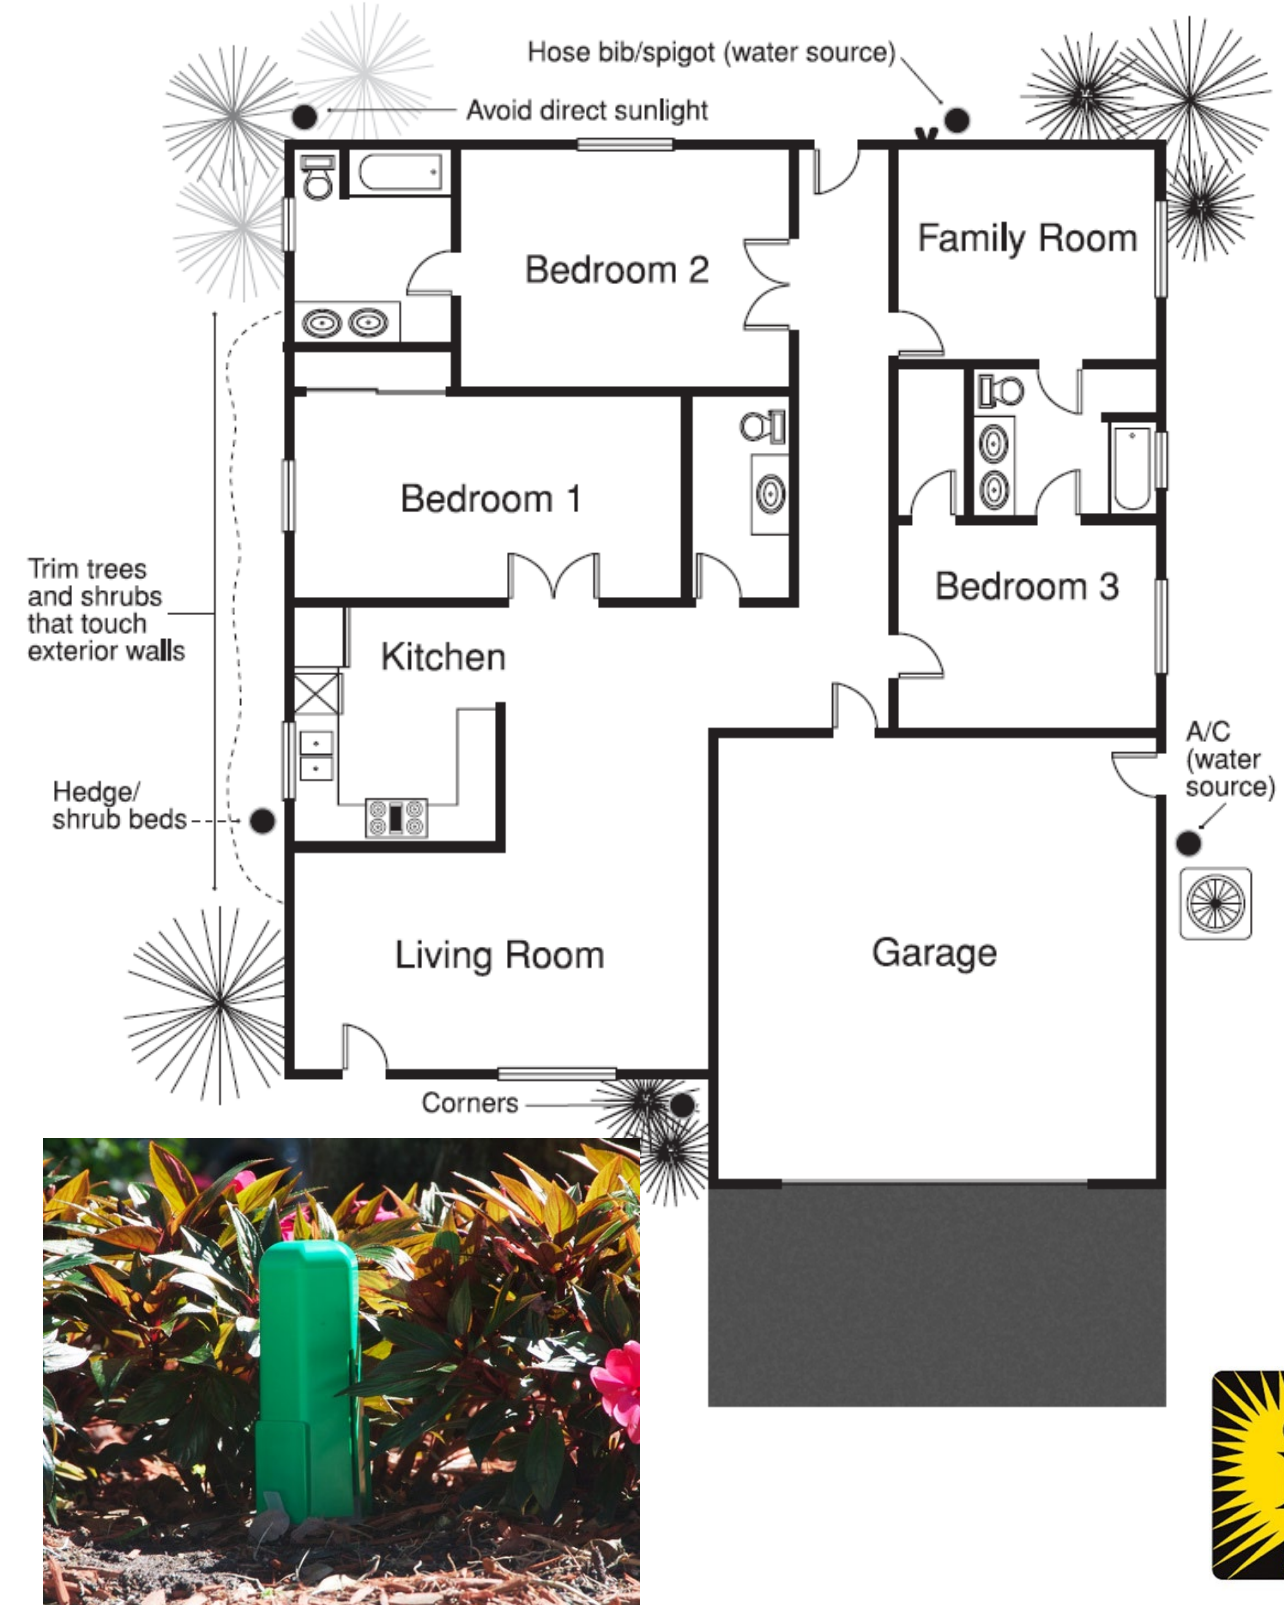 Hose bib/spigot (water source)
Avoid direct sunlight
Family Room
Bedroom 2
Bedroom 1
Trim trees
and shrubs
that touch
exterior walls
Bedroom 3
Kitchen
A/C
(water
source)
Hedge/
shrub beds
Living Room
Garage
Corners